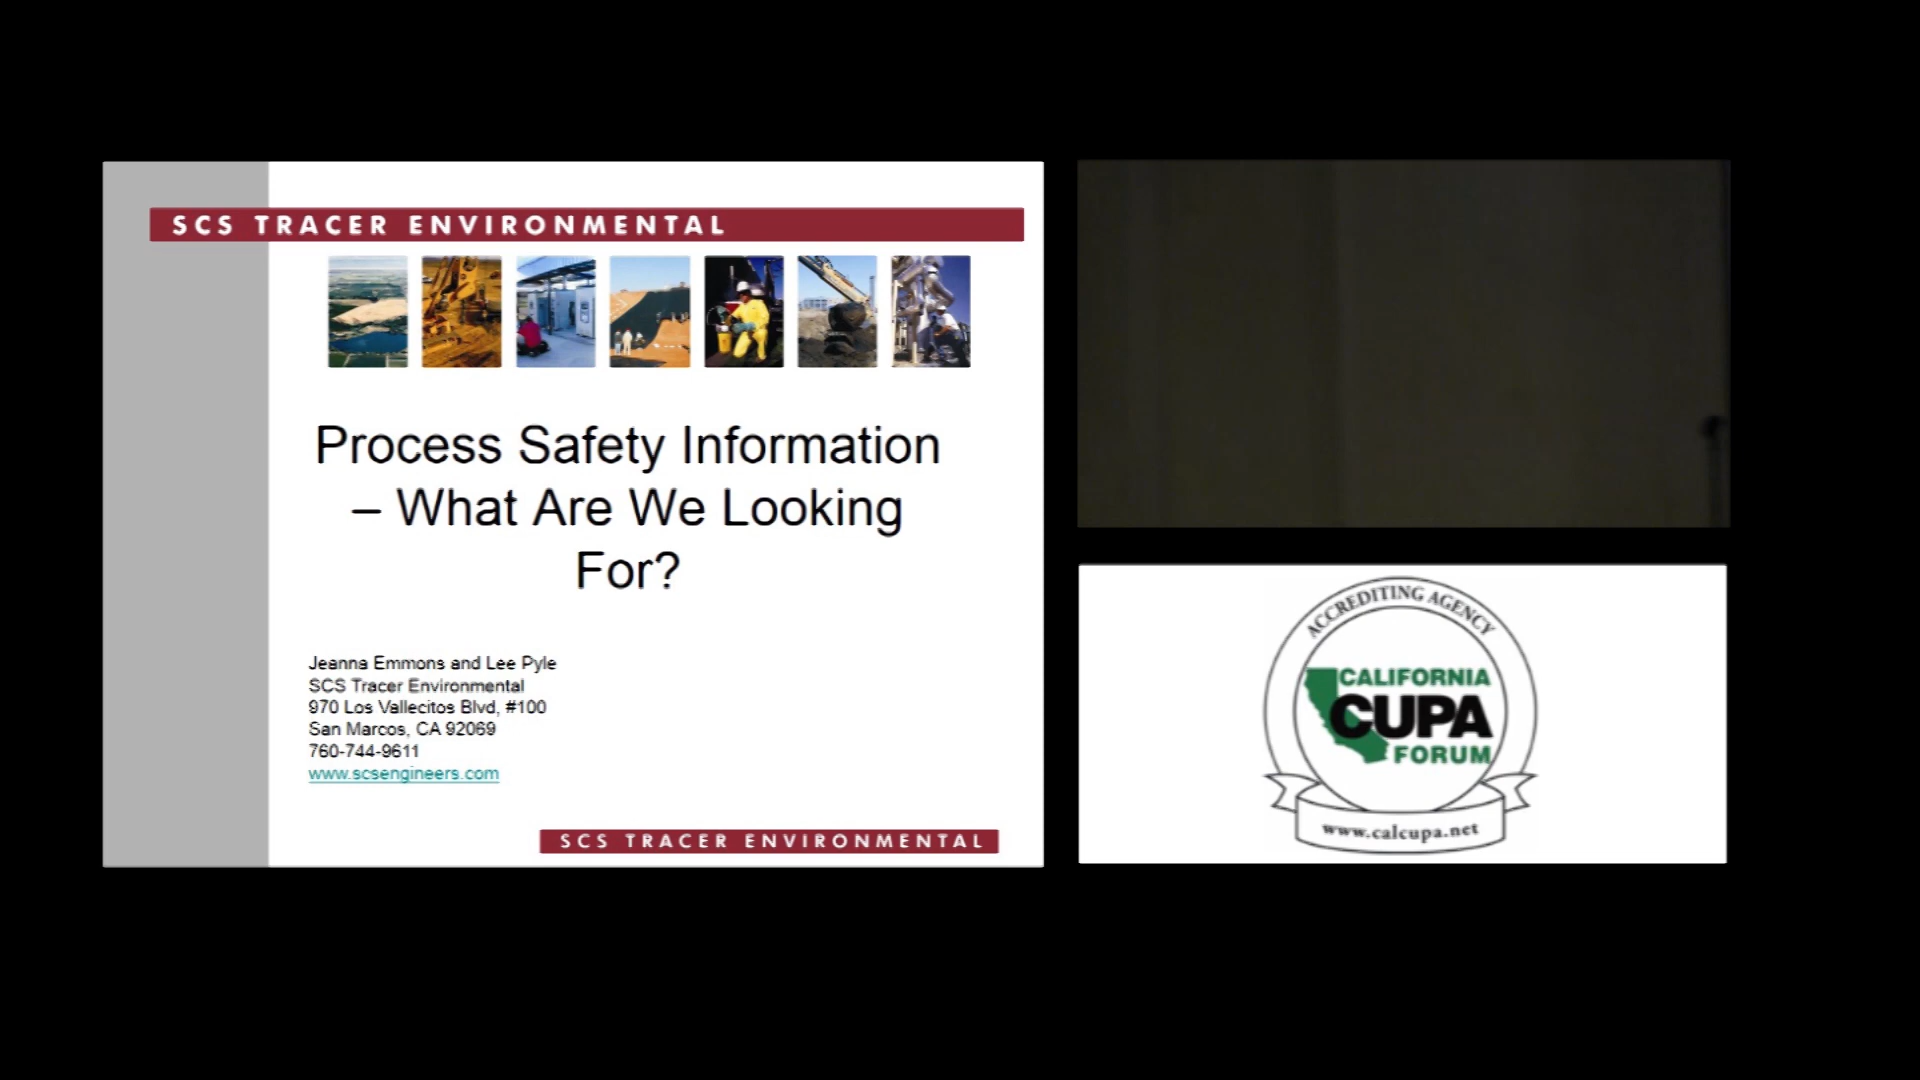 SCS TRACER ENVIRONMENTAL
Process Safety Information
– What Are We Looking
For?
Jeanna Emmons and Lee Pyle
SCS Tracer Environmental
970 Los Vallecitos Blvd, #100
San Marcos, CA 92069
760-744-9611
www.scsengineers.com
SCS TRACER ENVIRONMENTAL
ACCREDITING AGENCY
CALIFORNIA
CUPA
FORUM
www.calcupa.net